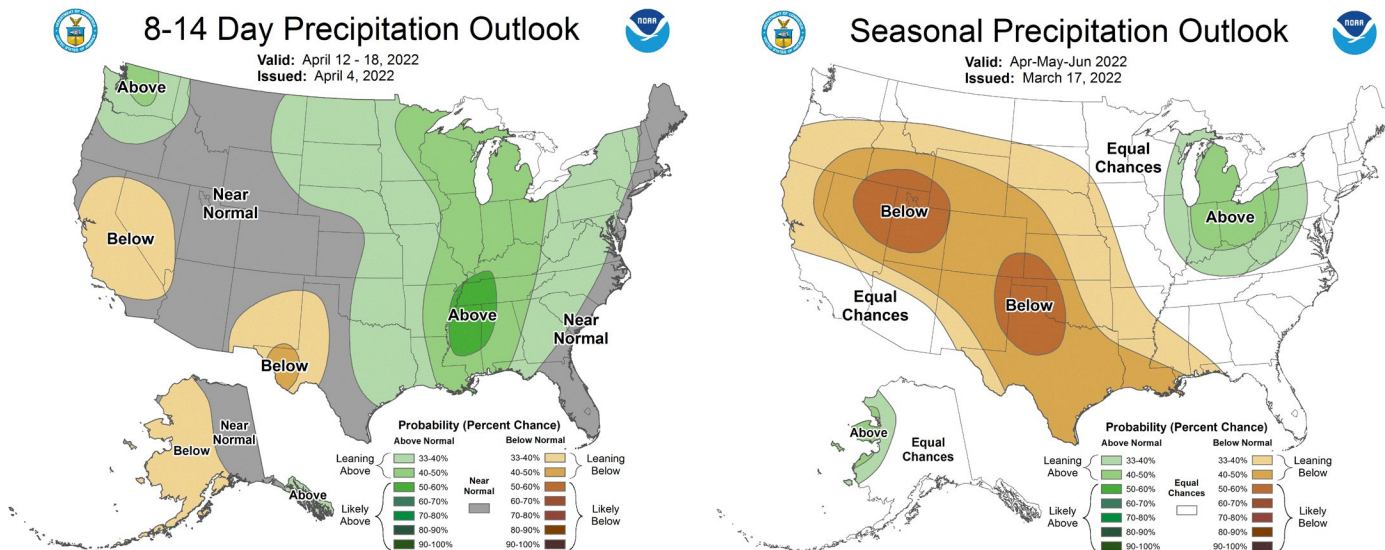 8-14 Day Precipitation Outlook
Valid: April 12 - 18, 2022
Issued: April 4, 2022
NOAA
Above
Near
Normal
Below
Above
Near
Normal
Below
Below
Near
Normal
Above
Probability (Percent Chance)
Above Normal
Below Normal
Leaning
Above
33-40%
40-50%
50-60%
60-70%
70-80%
80-90%
90-100%
Likely
Above
Near
Normal
33-40%
40-50%
50-60%
60-70%
70-80%
80-90%
90-100%
Leaning
Below
Likely
Below
Seasonal Precipitation Outlook
Valid: Apr-May-Jun 2022
Issued: March 17, 2022
NOAA
Equal
Chances
Below
Above
Equal
Chances
Below
Above
Equal
Chances
Probability (Percent Chance)
Above Normal
Below Normal
Leaning
Above
33-40%
40-50%
50-60%
60-70%
70-80%
80-90%
90-100%
Likely
Above
Equal
Chances
33-40%
40-50%
50-60%
60-70%
70-80%
80-90%
90-100%
Leaning
Below
Likely
Below